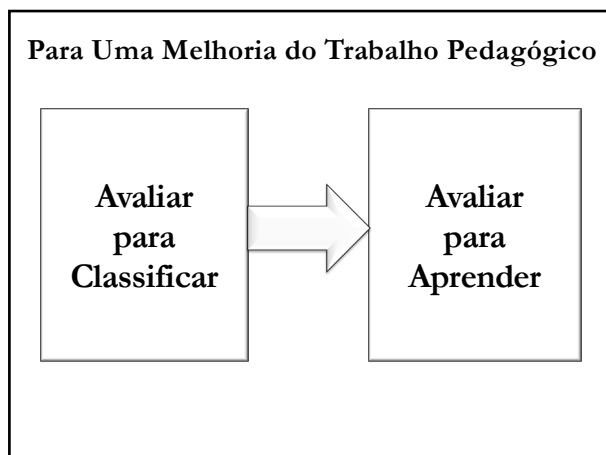 Para Uma Melhoria do Trabalho Pedagógico
Avaliar
para
Classificar
Avaliar
para
Aprender